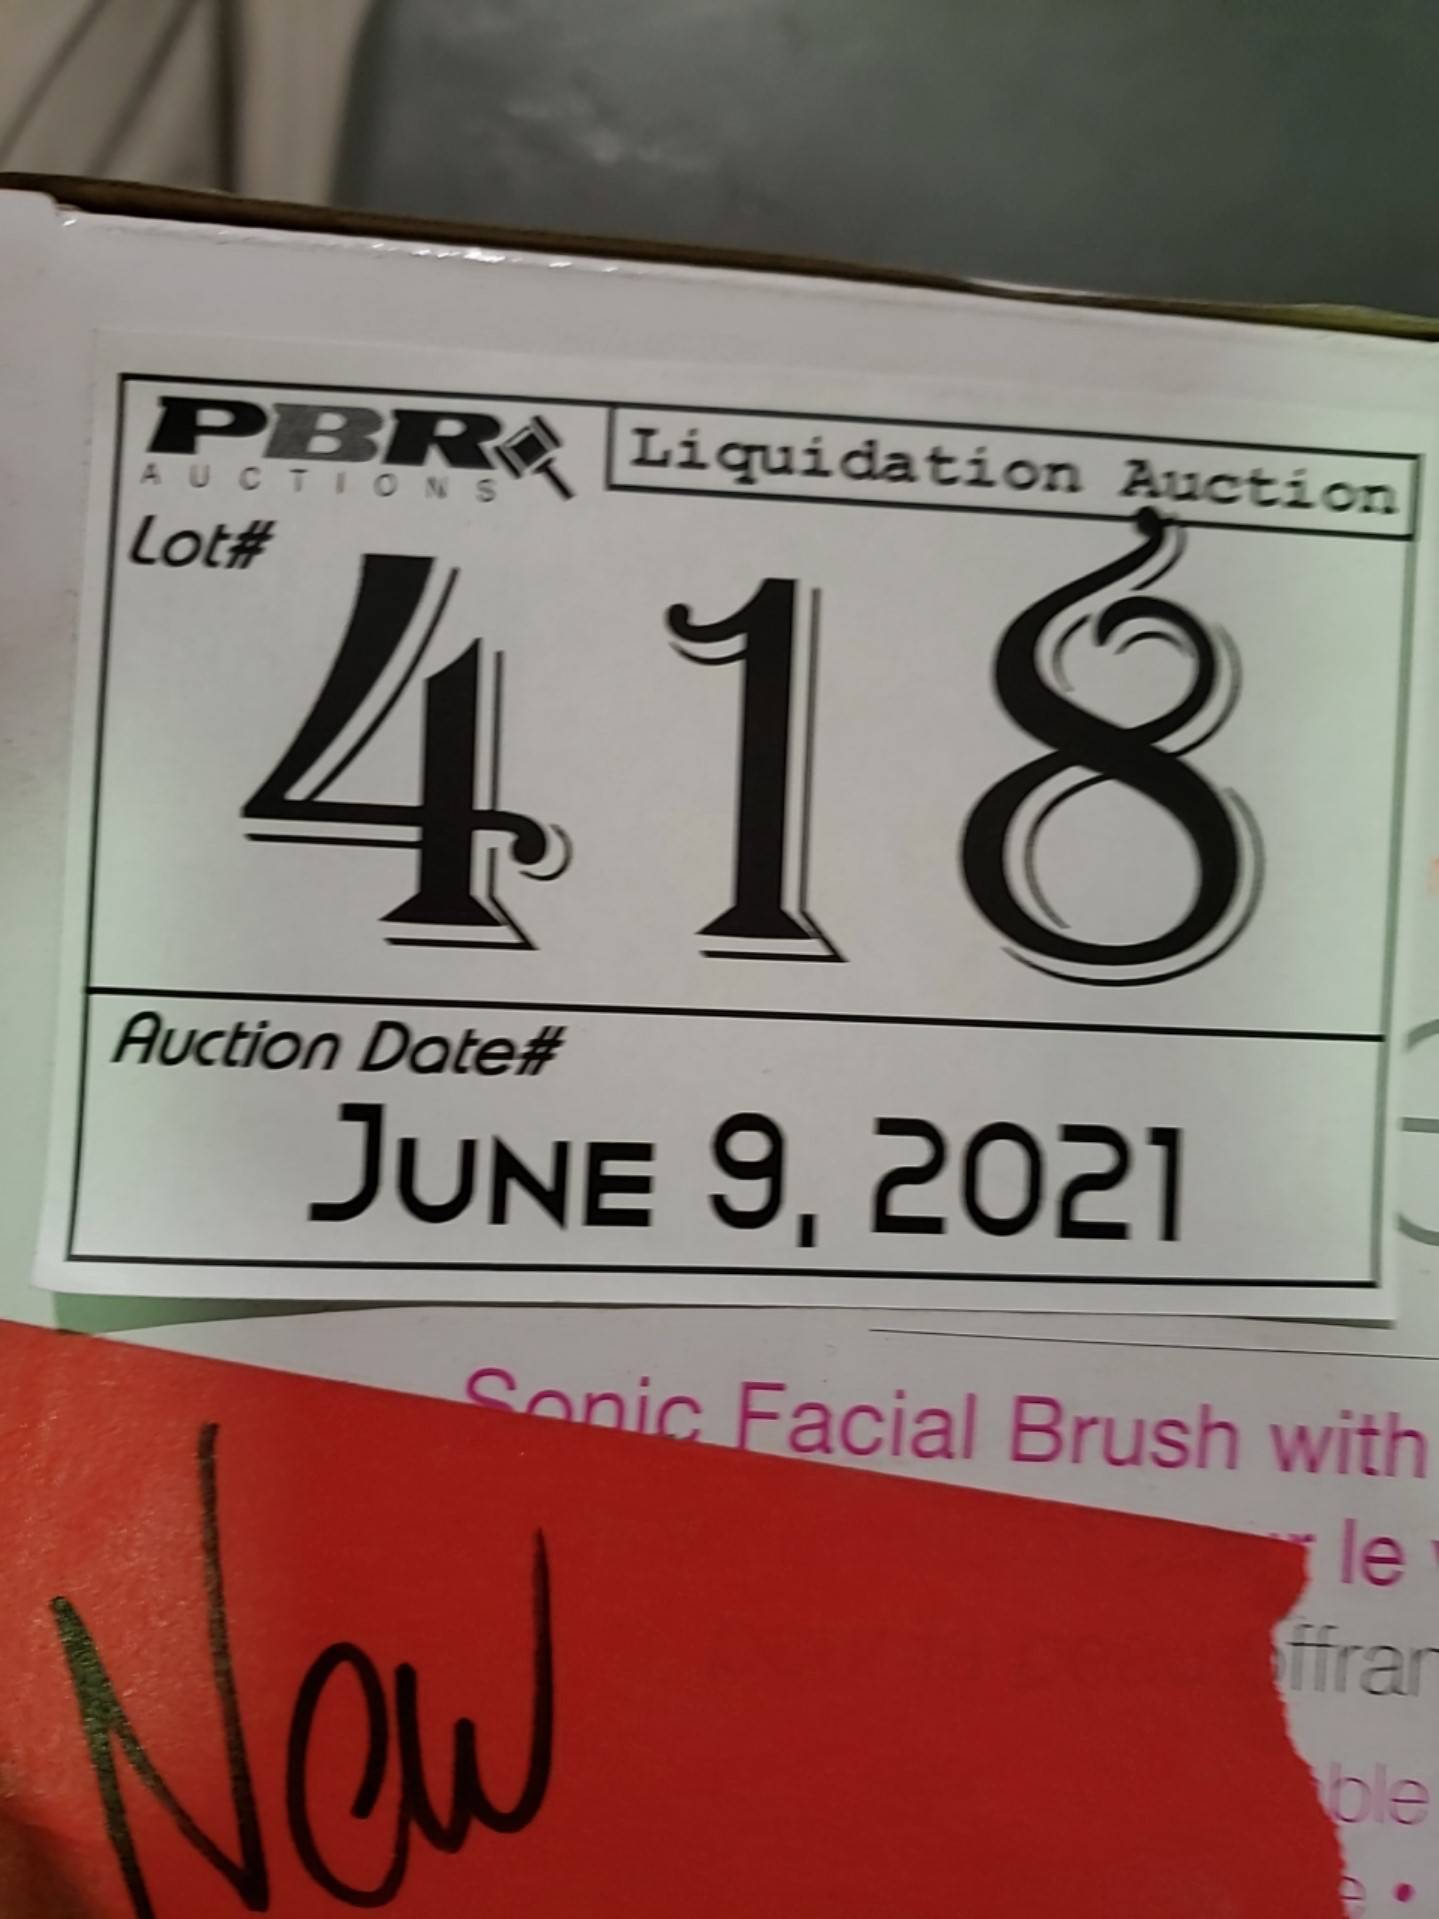 PBR
AUCTIONS
Liquidation Auction
Lot#
418
Auction Date#
JUNE 9, 2021
Sonic Facial Brush with
le
New